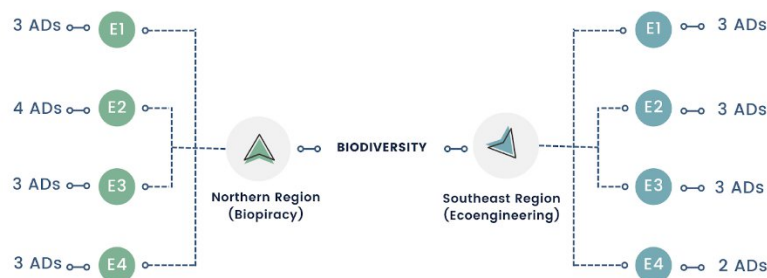 3 ADs E1
4 ADs E2
3 ADs E3
3 ADs E4
Northern Region
(Biopiracy)
BIODIVERSITY
Southeast Region
(Ecoengineering)
E1 3 ADs
E2 3 ADs
E3 3 ADs
E4 2 ADs